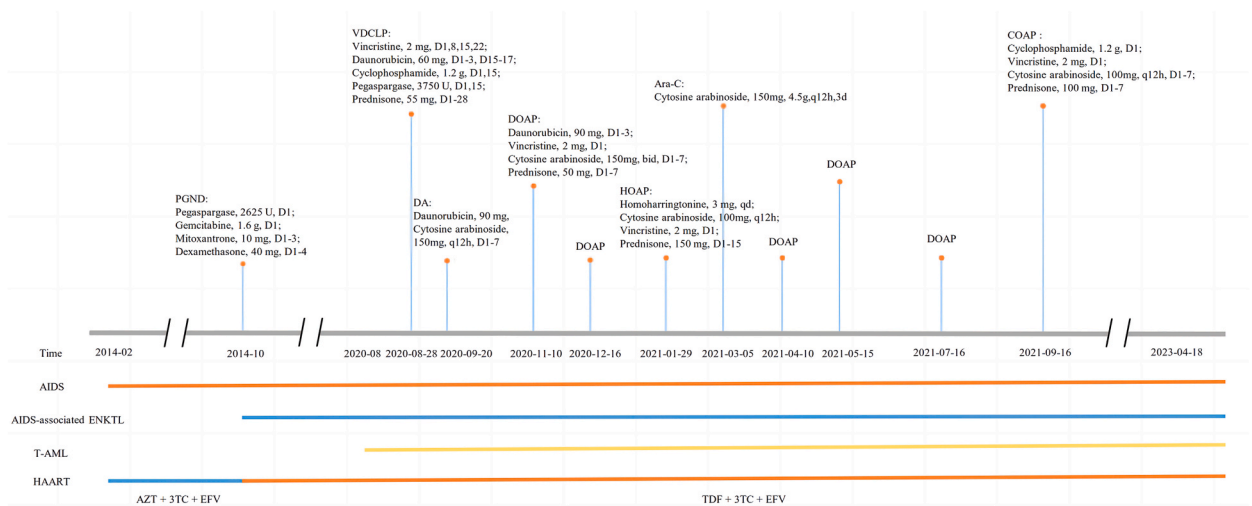 VDCLP:
Vincristine, 2 mg, D1,8,15,22;
Daunorubicin, 60 mg, D1-3, D15-17;
Cyclophosphamide, 1.2 g, D1,15;
Pegaspargase, 3750 U, D1,15;
Prednisone, 55 mg, D1-28
COAP :
Cyclophosphamide, 1.2 g, D1;
Vincristine, 2 mg, D1;
Cytosine arabinoside, 100mg, q12h, D1-7;
Prednisone, 100 mg, D1-7
Ara-C:
Cytosine arabinoside, 150mg, 4.5g,q12h,3d
DOAP:
Daunorubicin, 90 mg, D1-3;
Vincristine, 2 mg, D1;
Cytosine arabinoside, 150mg, bid, D1-7;
Prednisone, 50 mg, D1-7
DOAP
PGND:
Pegaspargase, 2625 U, D1;
Gemcitabine, 1.6 g, D1;
Mitoxantrone, 10 mg, D1-3;
Dexamethasone, 40 mg, D1-4
DA:
Daunorubicin, 90 mg,
Cytosine arabinoside,
150mg, q12h, D1-7
HOAP:
Homoharringtonine, 3 mg, qd;
Cytosine arabinoside, 100mg, q12h;
Vincristine, 2 mg, D1;
Prednisone, 150 mg, D1-15
DOAP
DOAP
DOAP
Time 2014-02 2014-10 2020-08 2020-08-28 2020-09-20 2020-11-10 2020-12-16 2021-01-29 2021-03-05 2021-04-10 2021-05-15 2021-07-16 2021-09-16 2023-04-18
AIDS
AIDS-associated ENKTL
T-AML
HAART
AZT + 3TC + EFV TDF + 3TC + EFV